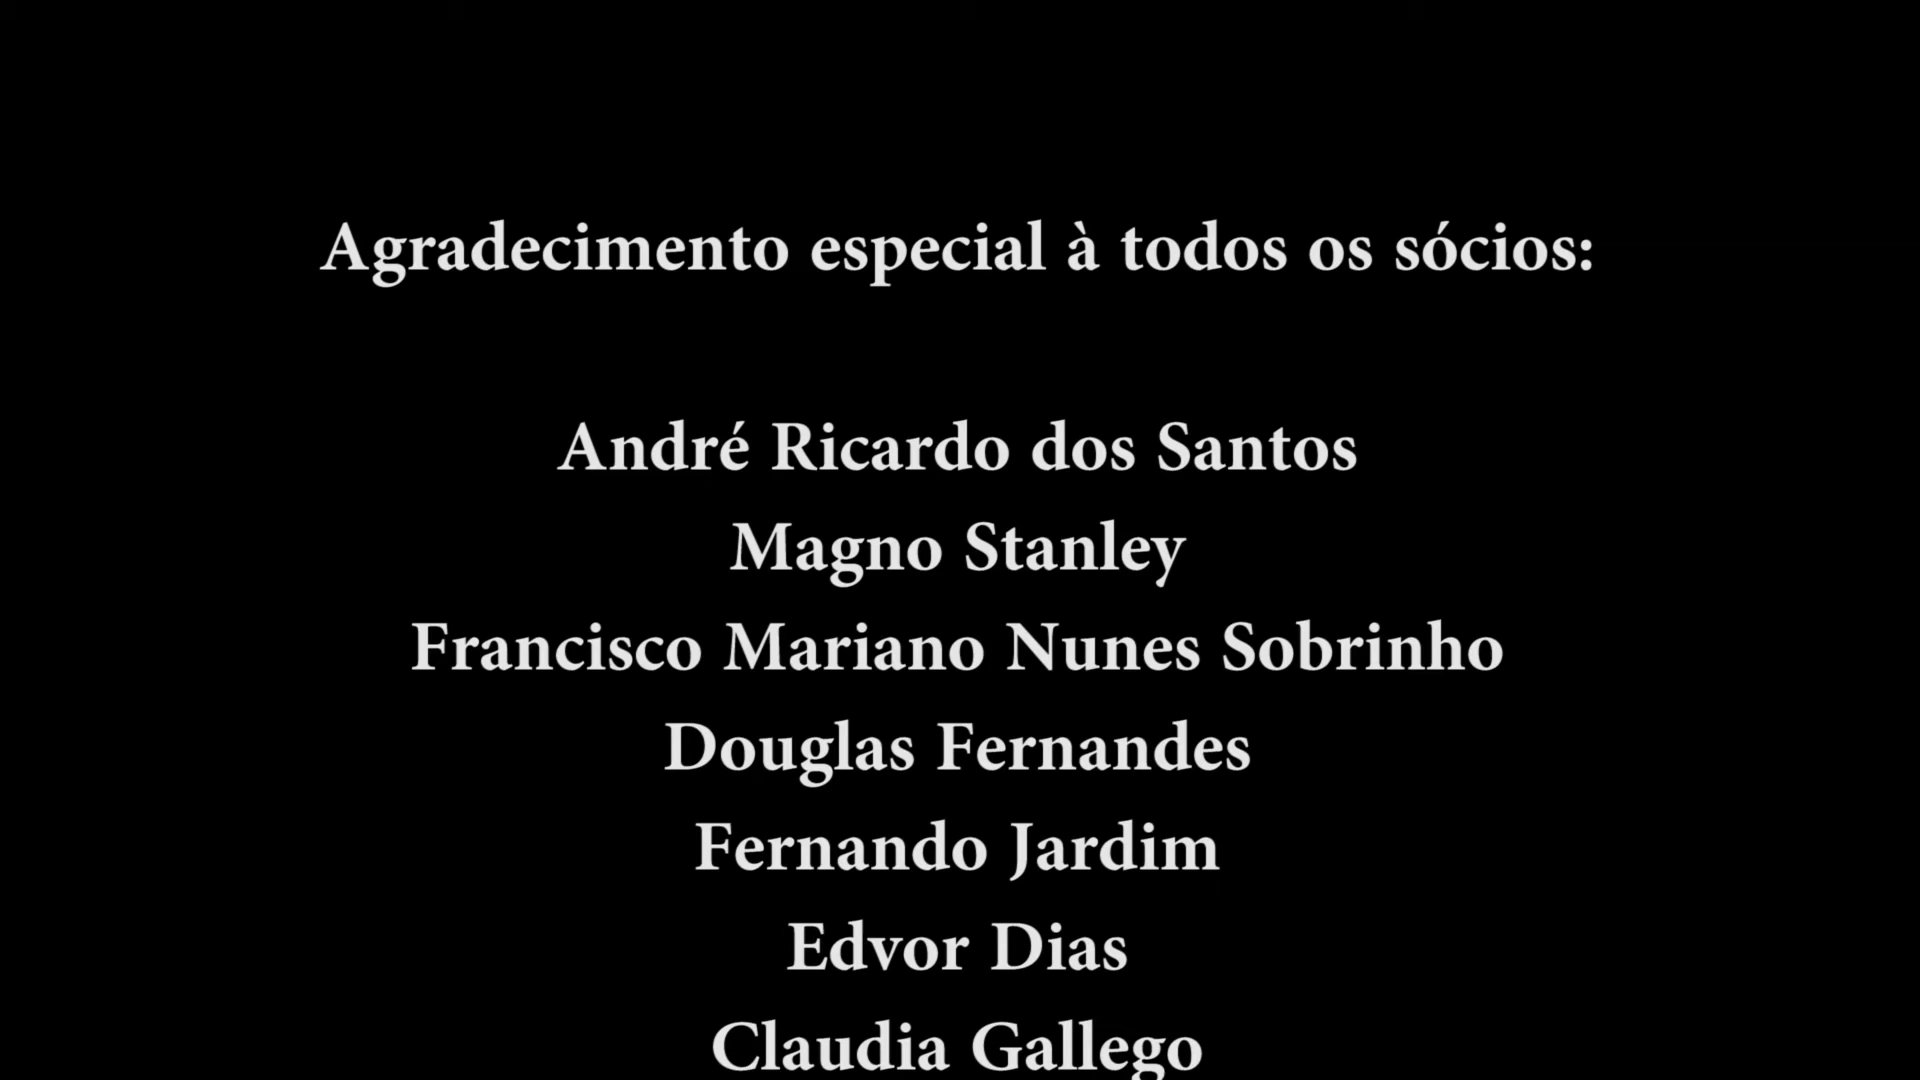 Agradecimento especial à todos os sócios:
André Ricardo dos Santos
Magno Stanley
Francisco Mariano Nunes Sobrinho
Douglas Fernandes
Fernando Jardim
Edvor Dias
Claudia Gallego